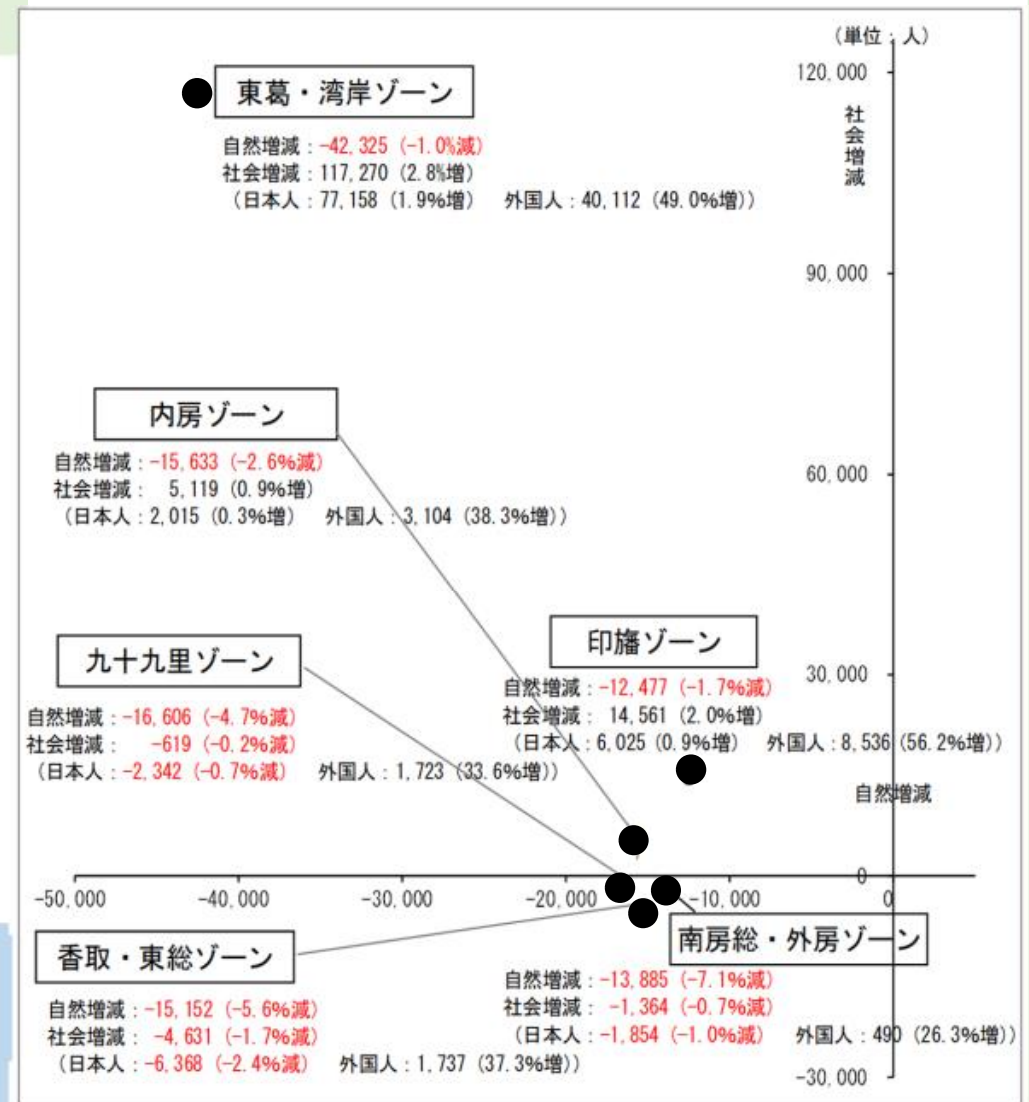 （単位：人）
120,000
社会増減
東葛・湾岸ゾーン
自然増減：-42,325（-1.0%減）
社会増減：117,270（2.8%増）
（日本人：77,158（1.9%増）　外国人：40,112（49.0%増））
90,000
内房ゾーン
自然増減：-15,633（-2.6%減）
社会増減：　5,119（0.9%増）
（日本人：2,015（0.3%増）　外国人：3,104（38.3%増））
60,000
九十九里ゾーン
自然増減：-16,606（-4.7%減）
社会増減：　-619（-0.2%減）
（日本人：-2,342（-0.7%減）　外国人：1,723（33.6%増））
印旛ゾーン
自然増減：-12,477（-1.7%減）
社会増減：　14,561（2.0%増）
（日本人：6,025（0.9%増）　外国人：8,536（56.2%増））
30,000
自然増減
0
-50,000　-40,000　-30,000　-20,000　-10,000　0
香取・東総ゾーン
自然増減：-15,152（-5.6%減）
社会増減：　-4,631（-1.7%減）
（日本人：-6,368（-2.4%減）　外国人：1,737（37.3%増））
南房総・外房ゾーン
自然増減：-13,885（-7.1%減）
社会増減：　-1,364（-0.7%減）
（日本人：-1,854（-1.0%減）　外国人：490（26.3%増））
-30,000